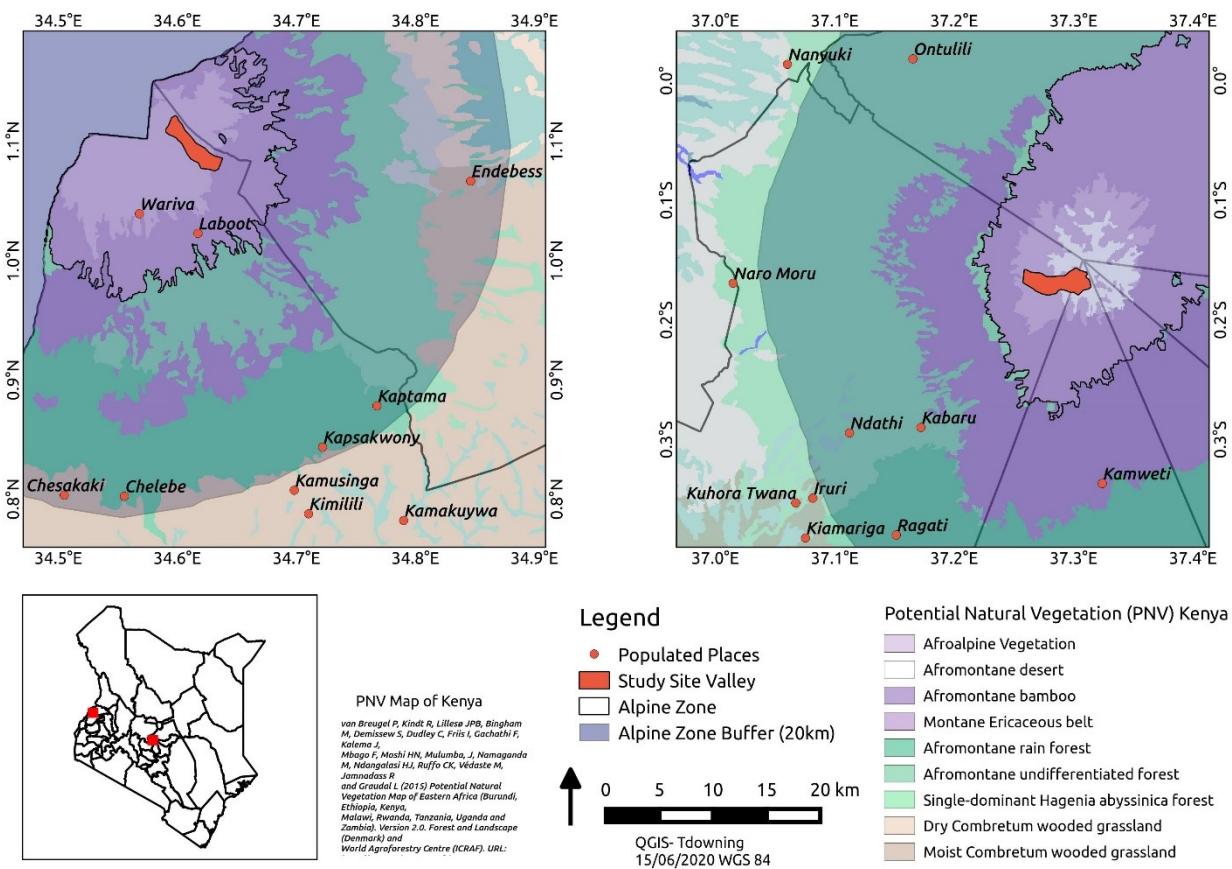 34.5°E 34.6°E 34.7°E 34.8°E 34.9°E
37.0°E 37.1°E 37.2°E 37.3°E 37.4°E
1.1°N
1.0°N
0.9°N
0.8°N
1.1°N
1.0°N
0.9°N
0.8°N
Endebess
Wariva
Laboot
Kaptama
Kapsakwony
Chesakaki
Chelebe
Kamusinga
Kimilili
Kamakuywa
34.5°E 34.6°E 34.7°E 34.8°E 34.9°E
0.0°
0.1°S
0.2°S
0.3°S
0.0°
0.1°S
0.2°S
0.3°S
Nanyuki
Ontulili
Naro Moru
Ndathi
Kabaru
Kamweti
Kuhora Twana
Iruri
Kiamariga
Ragati
37.0°E 37.1°E 37.2°E 37.3°E 37.4°E
PNV Map of Kenya
van Breugel P, Kindt R, Lillesø JPB, Bingham
M, Demissew S, Dudley C, Friis I, Gachathi F,
Kalema J,
Mbago F, Moshi HN, Mulumba, J, Namaganda
M, Ndangalasi HJ, Ruffo CK, Védaste M,
Jamnadass R
and Graudal L (2015) Potential Natural
Vegetation Map of Eastern Africa (Burundi,
Ethiopia, Kenya,
Malawi, Rwanda, Tanzania, Uganda and
Zambia). Version 2.0. Forest and Landscape
(Denmark) and
World Agroforestry Centre (ICRAF). URL:
Legend
Populated Places
Study Site Valley
Alpine Zone
Alpine Zone Buffer (20km)
0 5 10 15 20 km
QGIS- Tdowning
15/06/2020 WGS 84
Potential Natural Vegetation (PNV) Kenya
Afroalpine Vegetation
Afromontane desert
Afromontane bamboo
Montane Ericaceous belt
Afromontane rain forest
Afromontane undifferentiated forest
Single-dominant Hagenia abyssinica forest
Dry Combretum wooded grassland
Moist Combretum wooded grassland